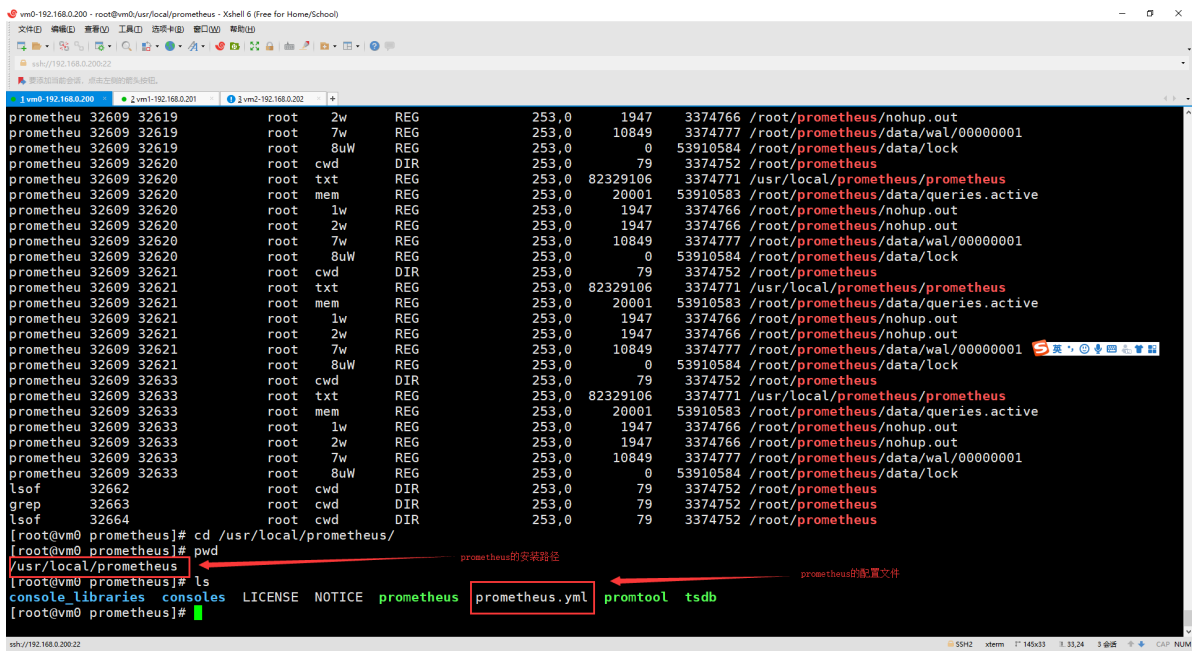 vm0-192.168.0.200 - root@vm0:/usr/local/prometheus - Xshell 6 (Free for Home/School)
文件(F) 编辑(E) 查看(V) 工具(T) 选项卡(B) 窗口(W) 帮助(H)
ssh://192.168.0.200:22
要添加当前会话，点击左侧的箭头按钮。
1 vm0-192.168.0.200 × 2 vm1-192.168.0.201 × 3 vm2-192.168.0.202 × +
prometheu 32609 32619 root 2w REG 253,0 1947 3374766 /root/prometheus/nohup.out
prometheu 32609 32619 root 7w REG 253,0 10849 3374777 /root/prometheus/data/wal/00000001
prometheu 32609 32619 root 8uW REG 253,0 0 53910584 /root/prometheus/data/lock
prometheu 32609 32620 root cwd DIR 253,0 79 3374752 /root/prometheus
prometheu 32609 32620 root txt REG 253,0 82329106 3374771 /usr/local/prometheus/prometheus
prometheu 32609 32620 root mem REG 253,0 20001 53910583 /root/prometheus/data/queries.active
prometheu 32609 32620 root 1w REG 253,0 1947 3374766 /root/prometheus/nohup.out
prometheu 32609 32620 root 2w REG 253,0 1947 3374766 /root/prometheus/nohup.out
prometheu 32609 32620 root 7w REG 253,0 10849 3374777 /root/prometheus/data/wal/00000001
prometheu 32609 32620 root 8uW REG 253,0 0 53910584 /root/prometheus/data/lock
prometheu 32609 32621 root cwd DIR 253,0 79 3374752 /root/prometheus
prometheu 32609 32621 root txt REG 253,0 82329106 3374771 /usr/local/prometheus/prometheus
prometheu 32609 32621 root mem REG 253,0 20001 53910583 /root/prometheus/data/queries.active
prometheu 32609 32621 root 1w REG 253,0 1947 3374766 /root/prometheus/nohup.out
prometheu 32609 32621 root 2w REG 253,0 1947 3374766 /root/prometheus/nohup.out
prometheu 32609 32621 root 7w REG 253,0 10849 3374777 /root/prometheus/data/wal/00000001 英
prometheu 32609 32621 root 8uW REG 253,0 0 53910584 /root/prometheus/data/lock
prometheu 32609 32633 root cwd DIR 253,0 79 3374752 /root/prometheus
prometheu 32609 32633 root txt REG 253,0 82329106 3374771 /usr/local/prometheus/prometheus
prometheu 32609 32633 root mem REG 253,0 20001 53910583 /root/prometheus/data/queries.active
prometheu 32609 32633 root 1w REG 253,0 1947 3374766 /root/prometheus/nohup.out
prometheu 32609 32633 root 2w REG 253,0 1947 3374766 /root/prometheus/nohup.out
prometheu 32609 32633 root 7w REG 253,0 10849 3374777 /root/prometheus/data/wal/00000001
prometheu 32609 32633 root 8uW REG 253,0 0 53910584 /root/prometheus/data/lock
lsof 32662 root cwd DIR 253,0 79 3374752 /root/prometheus
grep 32663 root cwd DIR 253,0 79 3374752 /root/prometheus
lsof 32664 root cwd DIR 253,0 79 3374752 /root/prometheus
[root@vm0 prometheus]# cd /usr/local/prometheus/
[root@vm0 prometheus]# pwd
prometheus的安装路径
/usr/local/prometheus
prometheus的配置文件
[root@vm0 prometheus]# ls
console_libraries consoles LICENSE NOTICE prometheus prometheus.yml promtool tsdb
[root@vm0 prometheus]#
ssh://192.168.0.200:22 SSH2 xterm 145x33 33,24 3 会话 CAP NUM